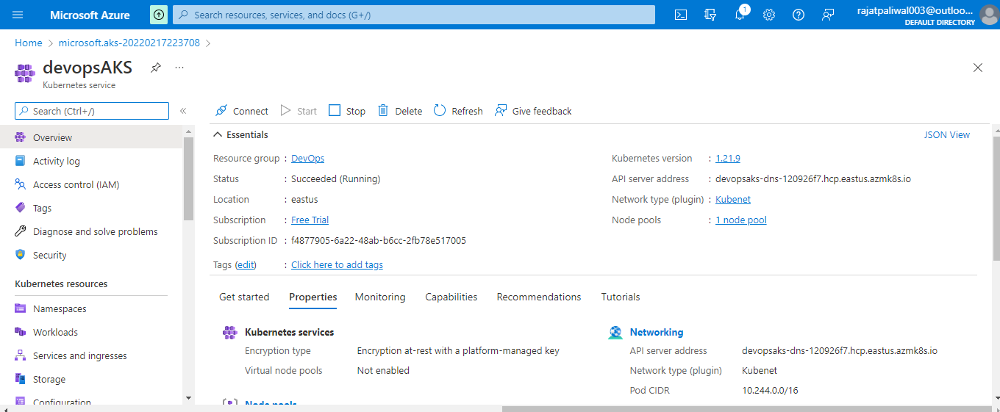 Microsoft Azure
Search resources, services, and docs (G+/)
1
rajatpaliwal003@outloo...
DEFAULT DIRECTORY
Home > microsoft.aks-20220217223708 >
devopsAKS
Kubernetes service
Search (Ctrl+/)
«
Overview
Activity log
Access control (IAM)
Tags
Diagnose and solve problems
Security
Kubernetes resources
Namespaces
Workloads
Services and ingresses
Storage
Configuration
Connect Start Stop Delete Refresh Give feedback
Essentials JSON View
Resource group : DevOps
Status : Succeeded (Running)
Location : eastus
Subscription : Free Trial
Subscription ID : f4877905-6a22-48ab-b6cc-2fb78e517005
Tags (edit) : Click here to add tags
Kubernetes version : 1.21.9
API server address : devopsaks-dns-120926f7.hcp.eastus.azmk8s.io
Network type (plugin) : Kubenet
Node pools : 1 node pool
Get started Properties Monitoring Capabilities Recommendations Tutorials
Kubernetes services
Encryption type Encryption at-rest with a platform-managed key
Virtual node pools Not enabled
Node pools
Networking
API server address devopsaks-dns-120926f7.hcp.eastus.azmk8s.io
Network type (plugin) Kubenet
Pod CIDR 10.244.0.0/16